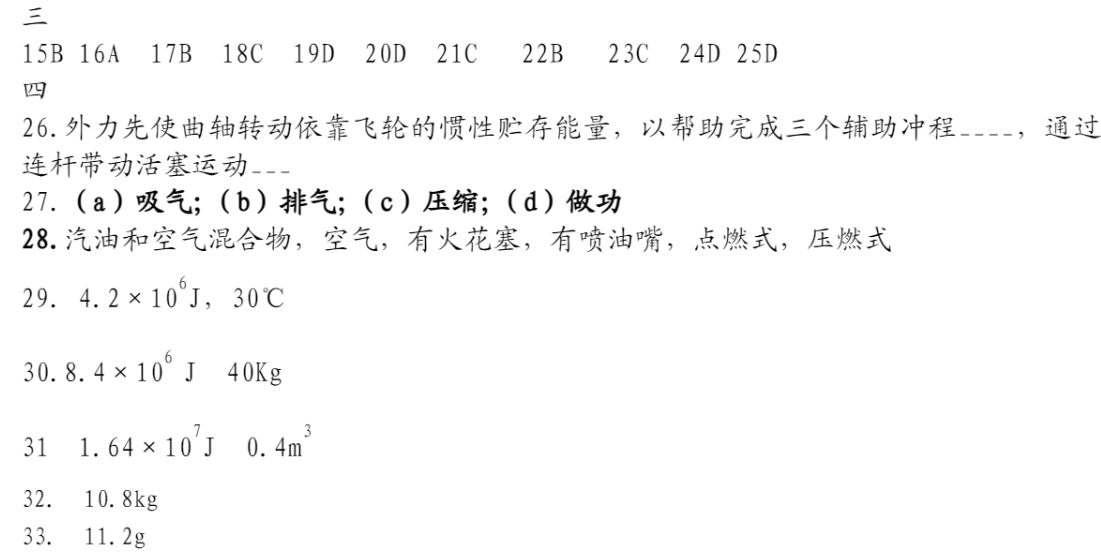 三
15B 16A 17B 18C 19D 20D 21C 22B 23C 24D 25D
四
26.外力先使曲轴转动依靠飞轮的惯性贮存能量，以帮助完成三个辅助冲程____，通过
连杆带动活塞运动___
27.（a）吸气；（b）排气；（c）压缩；（d）做功
28.汽油和空气混合物，空气，有火花塞，有喷油嘴，点燃式，压燃式
29. 4.2×10⁶J，30℃
30.8.4×10⁶ J 40Kg
31 1.64×10⁷J 0.4m³
32. 10.8kg
33. 11.2g